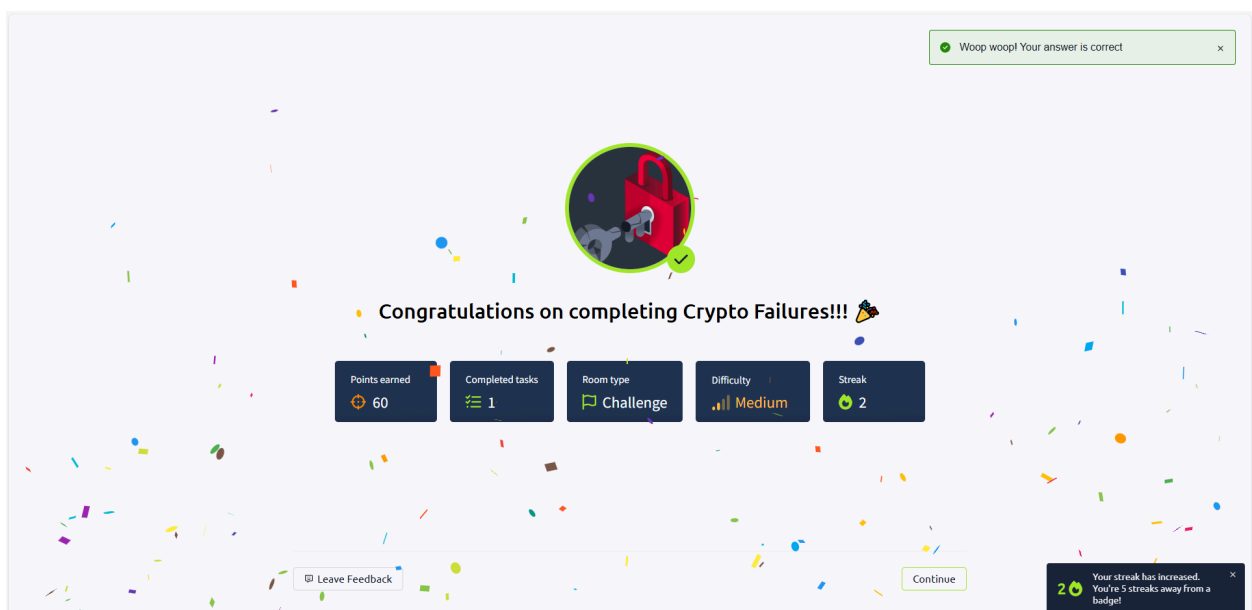 Woop woop! Your answer is correct
Congratulations on completing Crypto Failures!!!
Points earned
60
Completed tasks
1
Room type
Challenge
Difficulty
Medium
Streak
2
Leave Feedback
Continue
2
Your streak has increased.
You're 5 streaks away from a
badge!